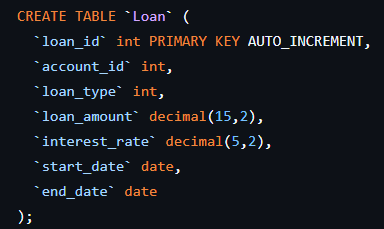 CREATE TABLE `Loan` (
  `loan_id` int PRIMARY KEY AUTO_INCREMENT,
  `account_id` int,
  `loan_type` int,
  `loan_amount` decimal(15,2),
  `interest_rate` decimal(5,2),
  `start_date` date,
  `end_date` date
);